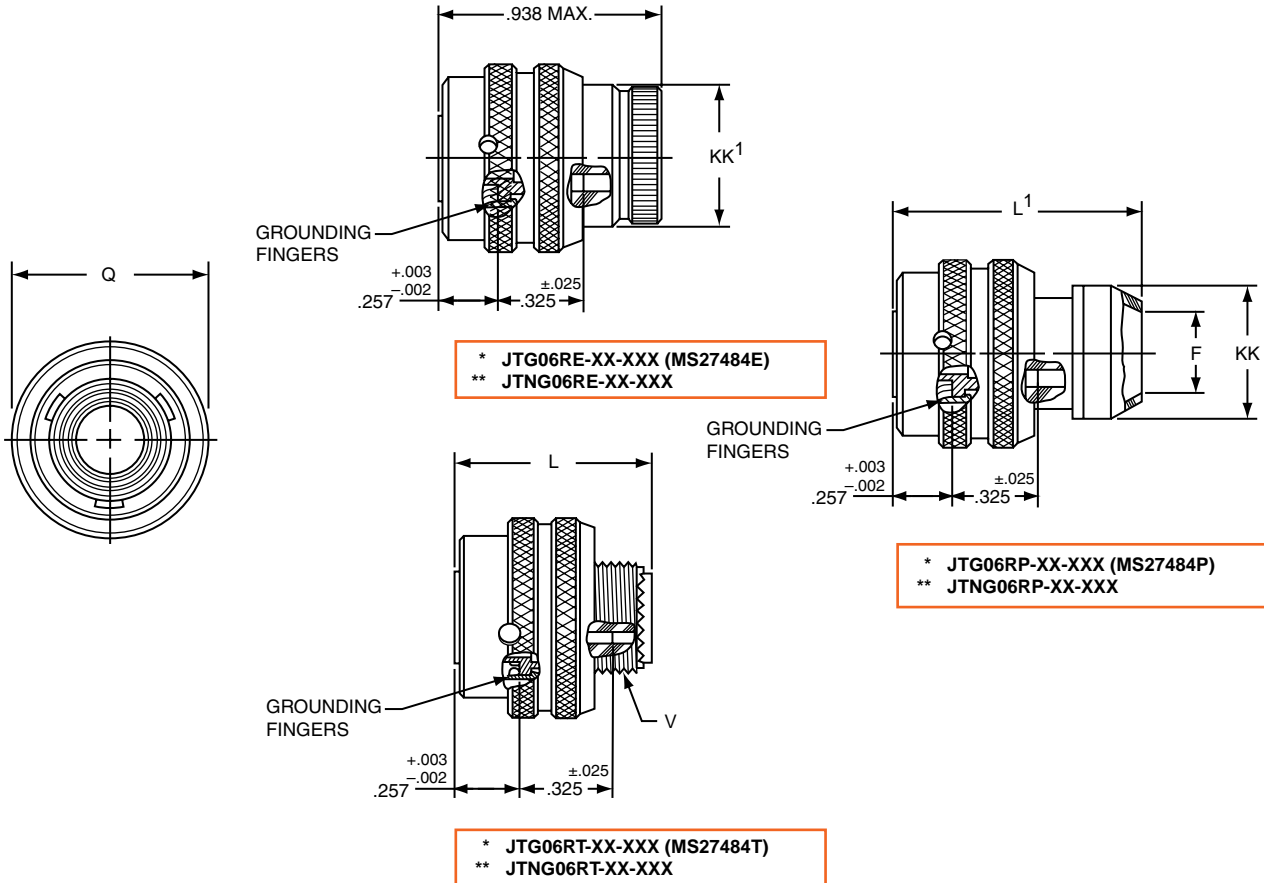 .938 MAX.
KK1
GROUNDING
FINGERS
+.003
–.002
.257
±.025
.325
* JTG06RE-XX-XXX (MS27484E)
** JTNG06RE-XX-XXX
Q
L1
F
KK
GROUNDING
FINGERS
+.003
–.002
.257
±.025
.325
* JTG06RP-XX-XXX (MS27484P)
** JTNG06RP-XX-XXX
L
GROUNDING
FINGERS
V
+.003
–.002
.257
±.025
.325
* JTG06RT-XX-XXX (MS27484T)
** JTNG06RT-XX-XXX